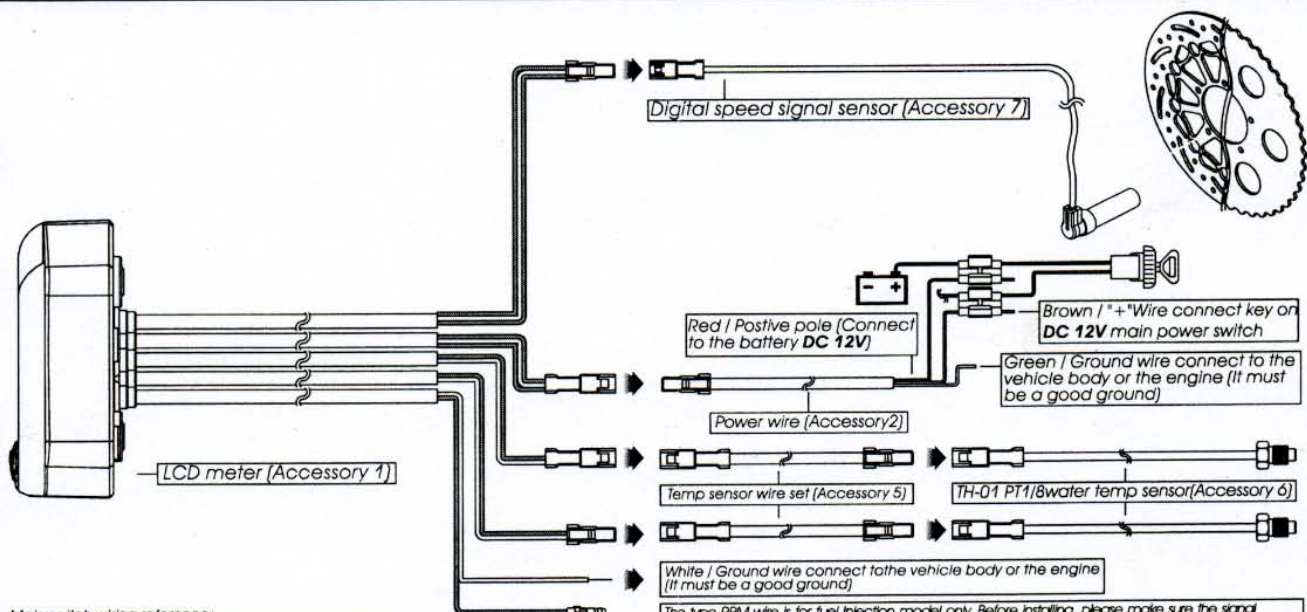 Digital speed signal sensor (Accessory 7)
Red / Postive pole (Connect
to the battery DC 12V)
Brown / "+"Wire connect key on
DC 12V main power switch
Green / Ground wire connect to the
vehicle body or the engine (It must
be a good ground)
Power wire (Accessory2)
LCD meter (Accessory 1)
Temp sensor wire set (Accessory 5)
TH-01 PT1/8water temp sensor(Accessory 6)
White / Ground wire connect tothe vehicle body or the engine
(It must be a good ground)
The type RPM wire is for fuel Injection model only. Before Installing, please make sure the signal